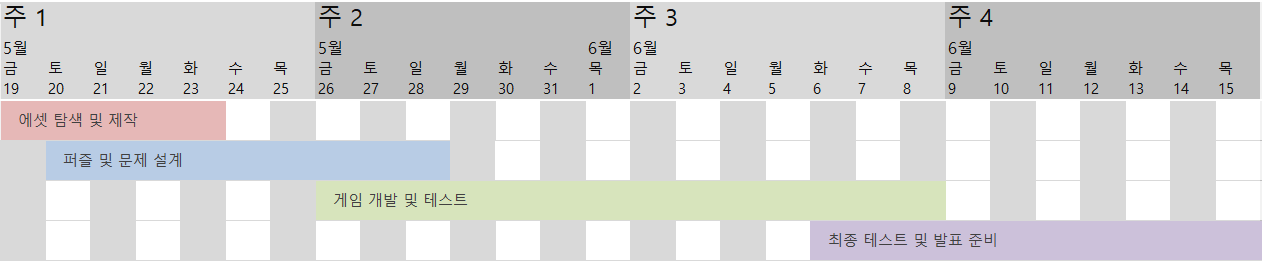 주 1 주 2 주 3 주 4
5월 5월 6월 6월 6월
금 토 일 월 화 수 목 금 토 일 월 화 수 목 금 토 일 월 화 수 목 금 토 일 월 화 수 목
19 20 21 22 23 24 25 26 27 28 29 30 31 1 2 3 4 5 6 7 8 9 10 11 12 13 14 15
에셋 탐색 및 제작
퍼즐 및 문제 설계
게임 개발 및 테스트
최종 테스트 및 발표 준비